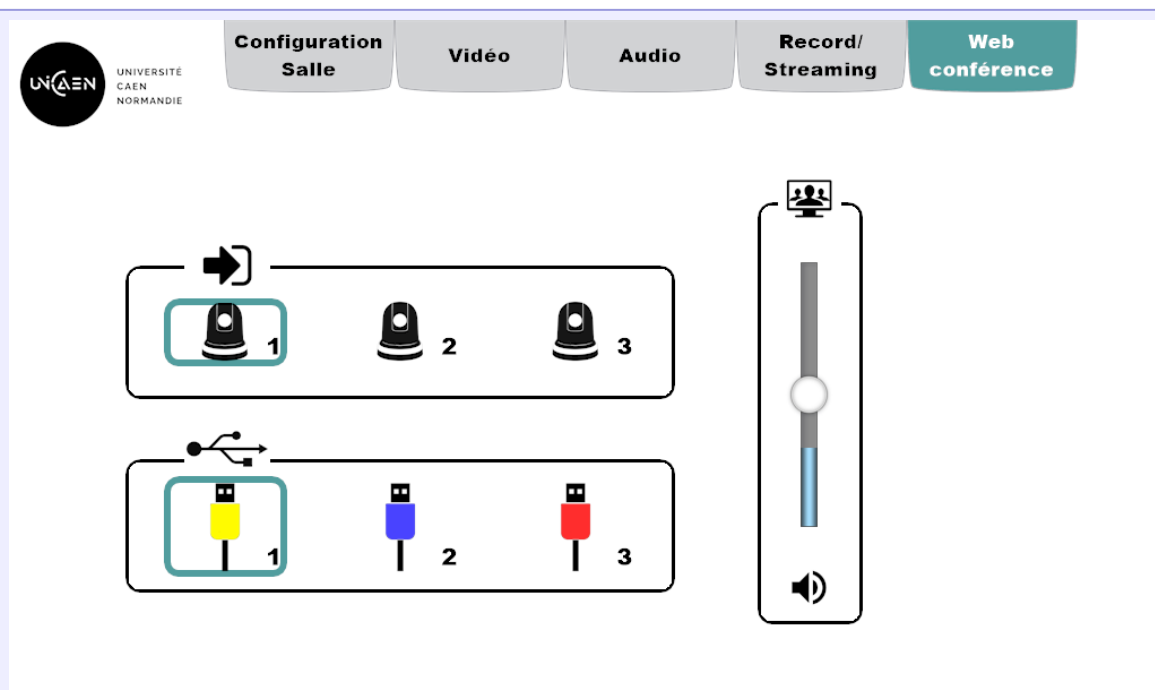 UNICAEN
UNIVERSITÉ
CAEN
NORMANDIE
Configuration
Salle
Vidéo
Audio
Record/
Streaming
Web
conférence
1
2
3
1
2
3